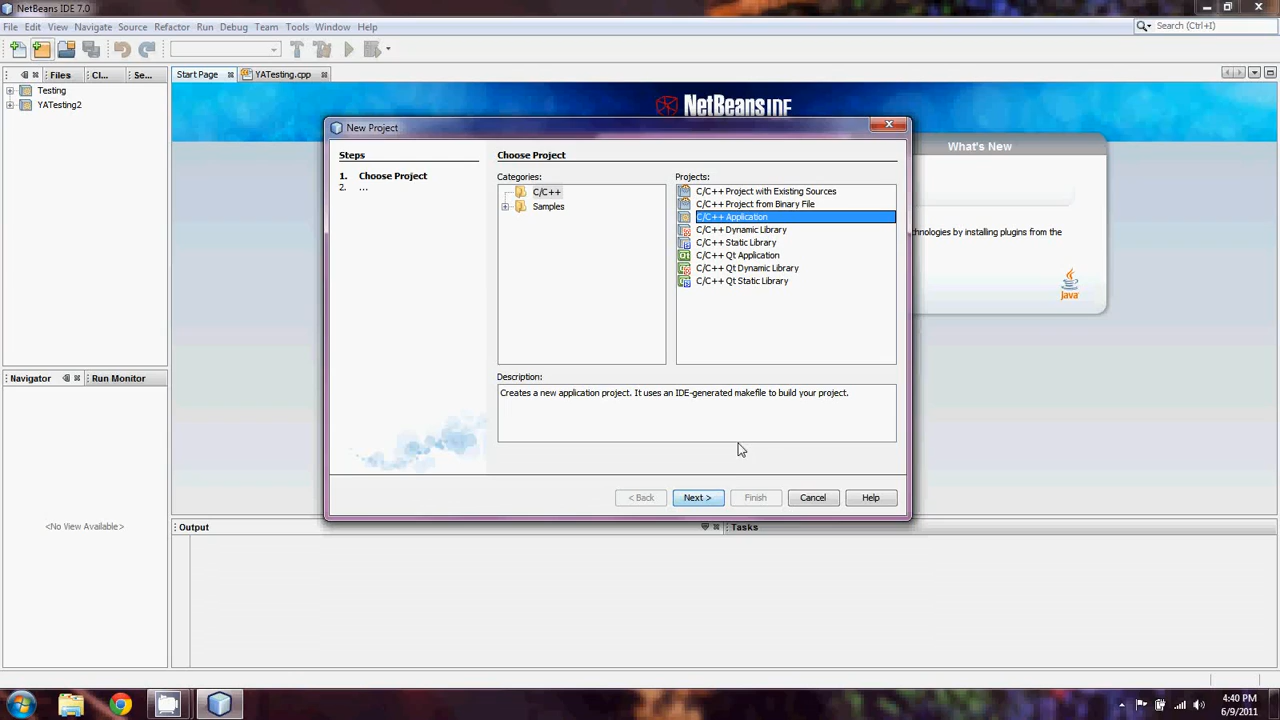 NetBeans IDE 7.0
File Edit View Navigate Source Refactor Run Debug Team Tools Window Help
Search (Ctrl+I)
Files Cl... Se...
Start Page YATesting.cpp
Testing
YATesting2
NetBeans IDE
What's New
New Project
Steps
1. Choose Project
2. ...
Choose Project
Categories:
C/C++
Samples
Projects:
C/C++ Project with Existing Sources
C/C++ Project from Binary File
C/C++ Application
C/C++ Dynamic Library
C/C++ Static Library
C/C++ Qt Application
C/C++ Qt Dynamic Library
C/C++ Qt Static Library
hnologies by installing plugins from the
Java
Description:
Creates a new application project. It uses an IDE-generated makefile to build your project.
< Back Next > Finish Cancel Help
Navigator Run Monitor
<No View Available>
Output
Tasks
4:40 PM
6/9/2011